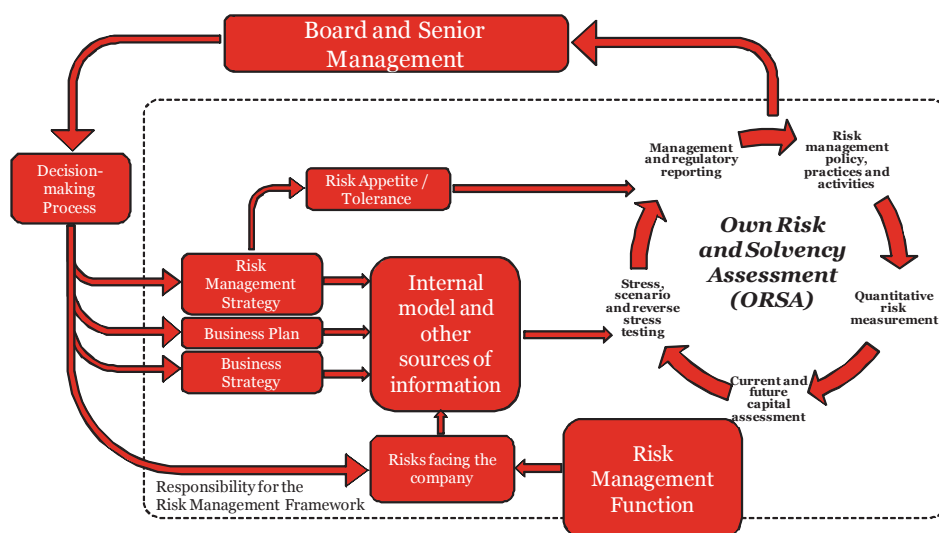 Board and Senior
Management
Decision-
making
Process
Risk Appetite /
Tolerance
Risk
Management
Strategy
Business Plan
Business
Strategy
Internal
model and
other
sources of
information
Risks facing the
company
Risk
Management
Function
Responsibility for the
Risk Management Framework
Management
and regulatory
reporting
Risk
management
policy,
practices and
activities
Own Risk
and Solvency
Assessment
(ORSA)
Stress,
scenario
and reverse
stress
testing
Quantitative
risk
measurement
Current and
future
capital
assessment